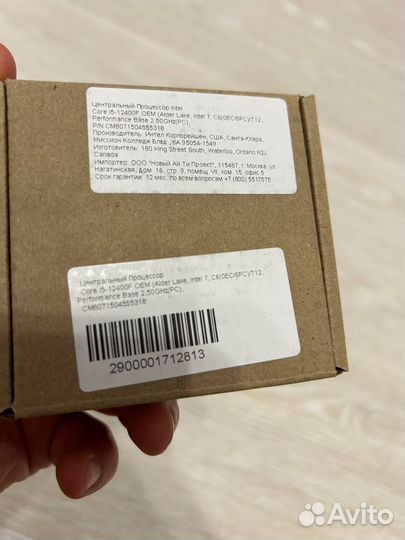 Центральный Процессор Intel
Core i5-12400F OEM (Alder Lake, Intel 7, C6(0EC/6PC)/T12,
Performance Base 2,50GHz(PC),
P/N CM8071504555318
Производитель: Интел Корпорейшен, США, Санта-Клара,
Миссион Колледж Блвд ,КА 95054-1549
Изготовитель: 180 King Street South, Waterloo, Ontario N2J,
Canada
Импортер: ООО "Новый Ай Ти Проект", 115487, г. Москва, ул.
Нагатинская, дом 16, стр. 9, помещ. VII, ком. 15, офис 5
Срок гарантии: 12 мес. по всем вопросам +7 (800) 5517575
Центральный Процессор
Core i5-12400F OEM (Alder Lake, Intel 7, C6(0EC/6PC)/T12,
Performance Base 2,50GHz(PC),
CM8071504555318
2900001712813
Avito